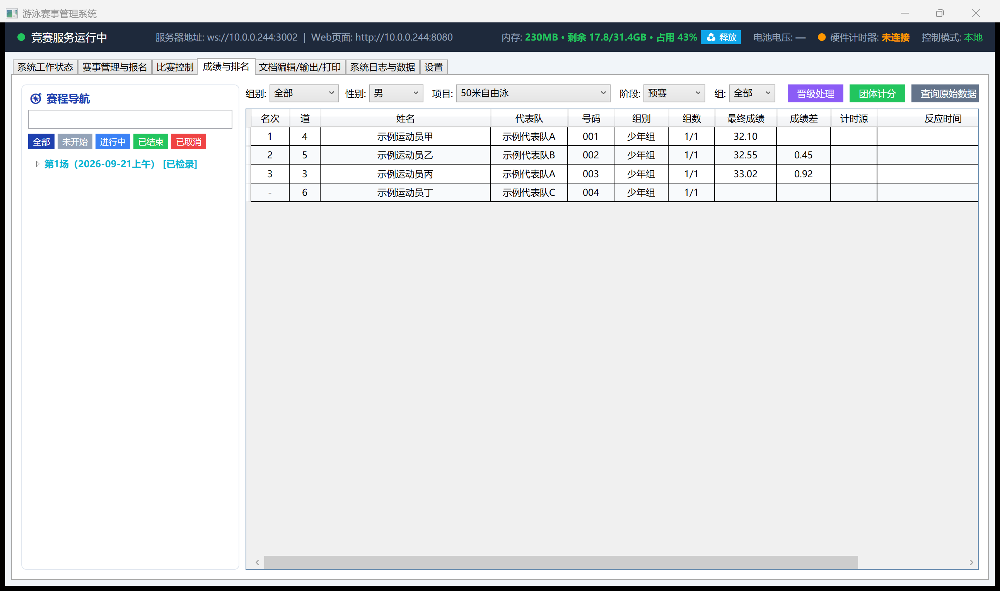 游泳赛事管理系统
竞赛服务运行中 服务器地址: ws://10.0.0.244:3002 | Web页面: http://10.0.0.244:8080 内存: 230MB • 剩余 17.8/31.4GB • 占用 43% 释放 电池电压: — 硬件计时器: 未连接 控制模式: 本地
系统工作状态 赛事管理与报名 比赛控制 成绩与排名 文档编辑/输出/打印 系统日志与数据 设置
赛程导航
全部 未开始 进行中 已结束 已取消
第1场（2026-09-21上午） [已检录]
组别: 全部 性别: 男 项目: 50米自由泳 阶段: 预赛 组: 全部 晋级处理 团体计分 查询原始数据
名次 道 姓名 代表队 号码 组别 组数 最终成绩 成绩差 计时源 反应时间
1 4 示例运动员甲 示例代表队A 001 少年组 1/1 32.10
2 5 示例运动员乙 示例代表队B 002 少年组 1/1 32.55 0.45
3 3 示例运动员丙 示例代表队A 003 少年组 1/1 33.02 0.92
- 6 示例运动员丁 示例代表队C 004 少年组 1/1